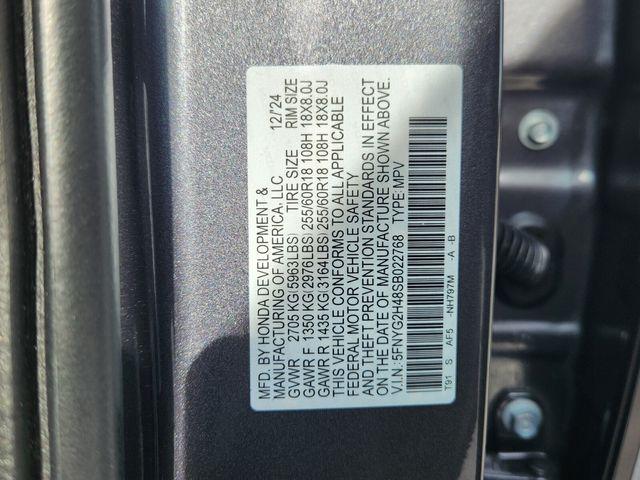 MFD. BY HONDA DEVELOPMENT &
MANUFACTURING OF AMERICA, LLC 12/'24
GVWR 2705 KG(5963LBS) TIRE SIZE RIM SIZE
GAWR F 1350 KG(2976LBS) 255/60R18 108H 18X8.0J
GAWR R 1435 KG(3164LBS) 255/60R18 108H 18X8.0J
THIS VEHICLE CONFORMS TO ALL APPLICABLE
FEDERAL MOTOR VEHICLE SAFETY
AND THEFT PREVENTION STANDARDS IN EFFECT
ON THE DATE OF MANUFACTURE SHOWN ABOVE.
V.I.N.: 5FNYG2H48SB022768 TYPE:MPV
T91 S AF5 -NH797M -A -B